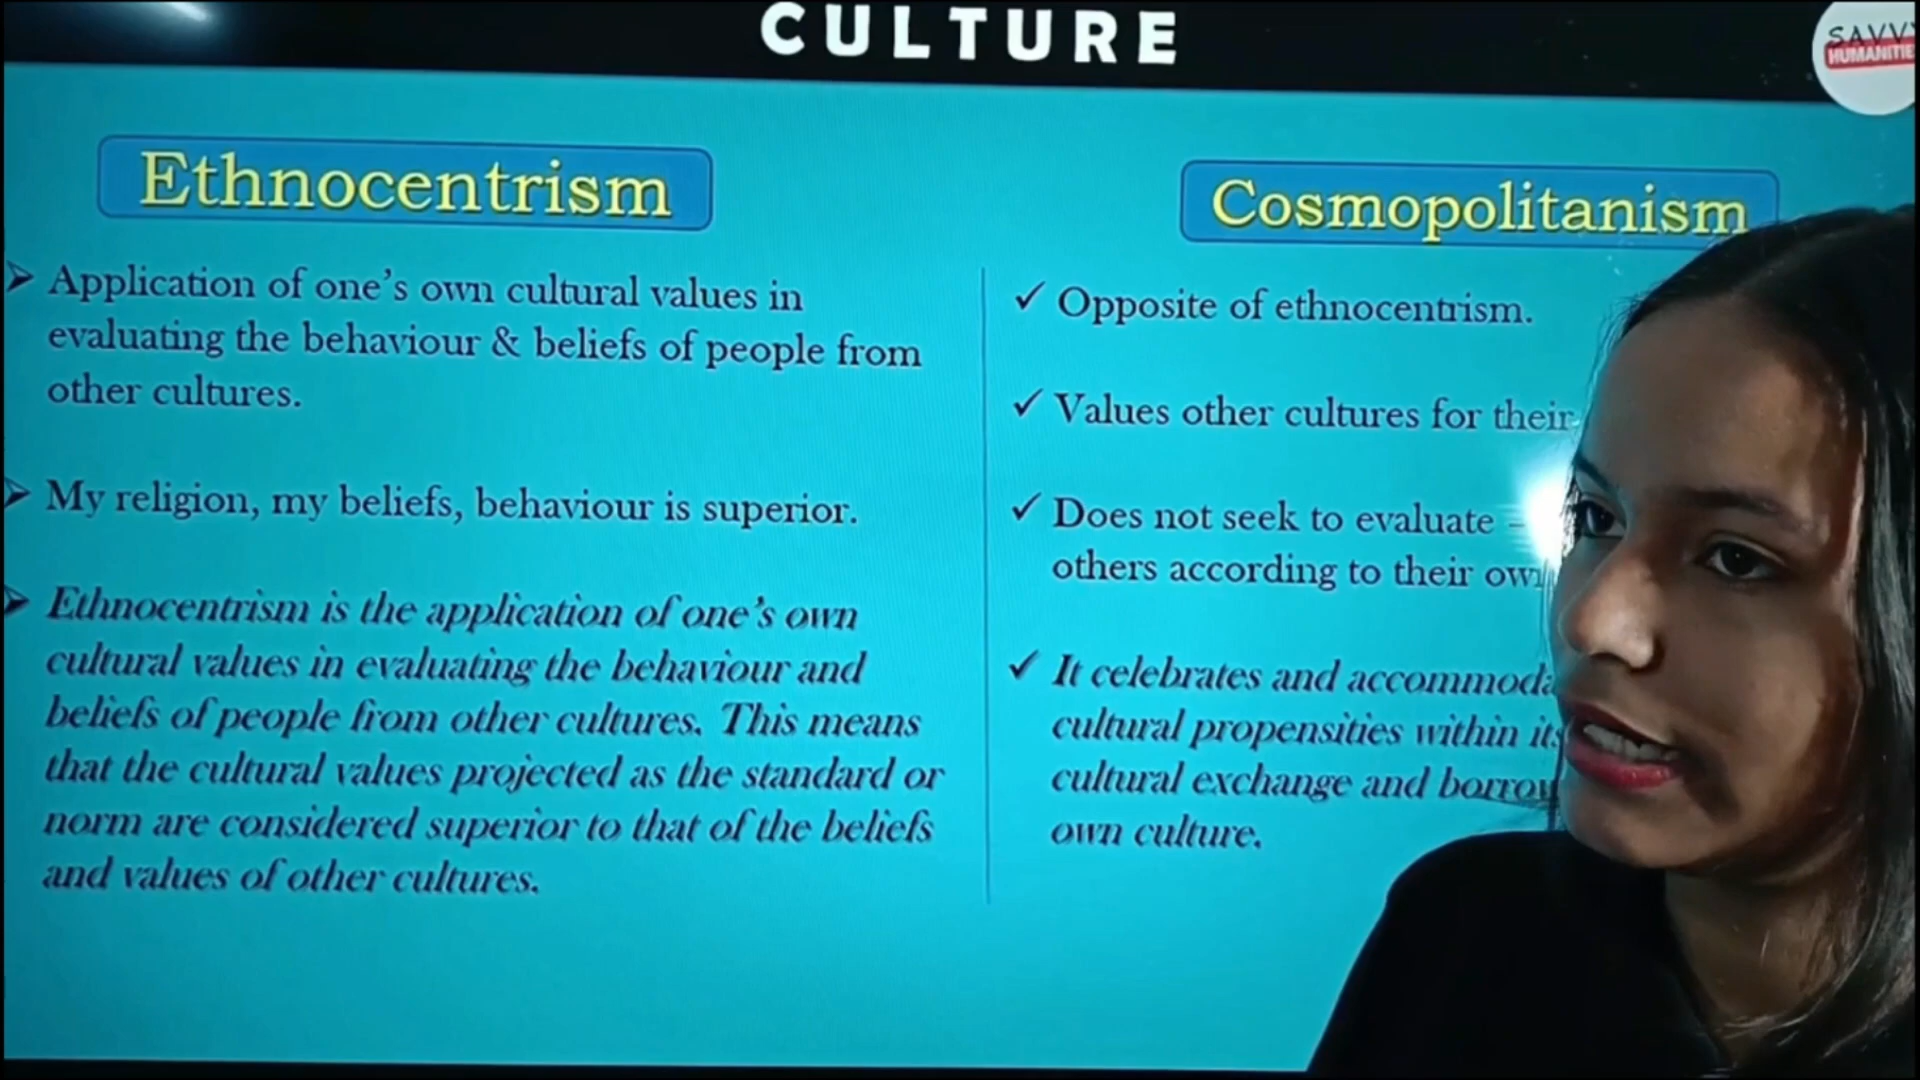 CULTURE
SAVVY
HUMANITIE
Ethnocentrism
Application of one's own cultural values in
evaluating the behaviour & beliefs of people from
other cultures.
My religion, my beliefs, behaviour is superior.
Ethnocentrism is the application of one's own
cultural values in evaluating the behaviour and
beliefs of people from other cultures. This means
that the cultural values projected as the standard or
norm are considered superior to that of the beliefs
and values of other cultures.
Cosmopolitanism
Opposite of ethnocentrism.
Values other cultures for their
Does not seek to evaluate –
others according to their
It celebrates and
cultural propensities within
cultural exchange and
own culture.